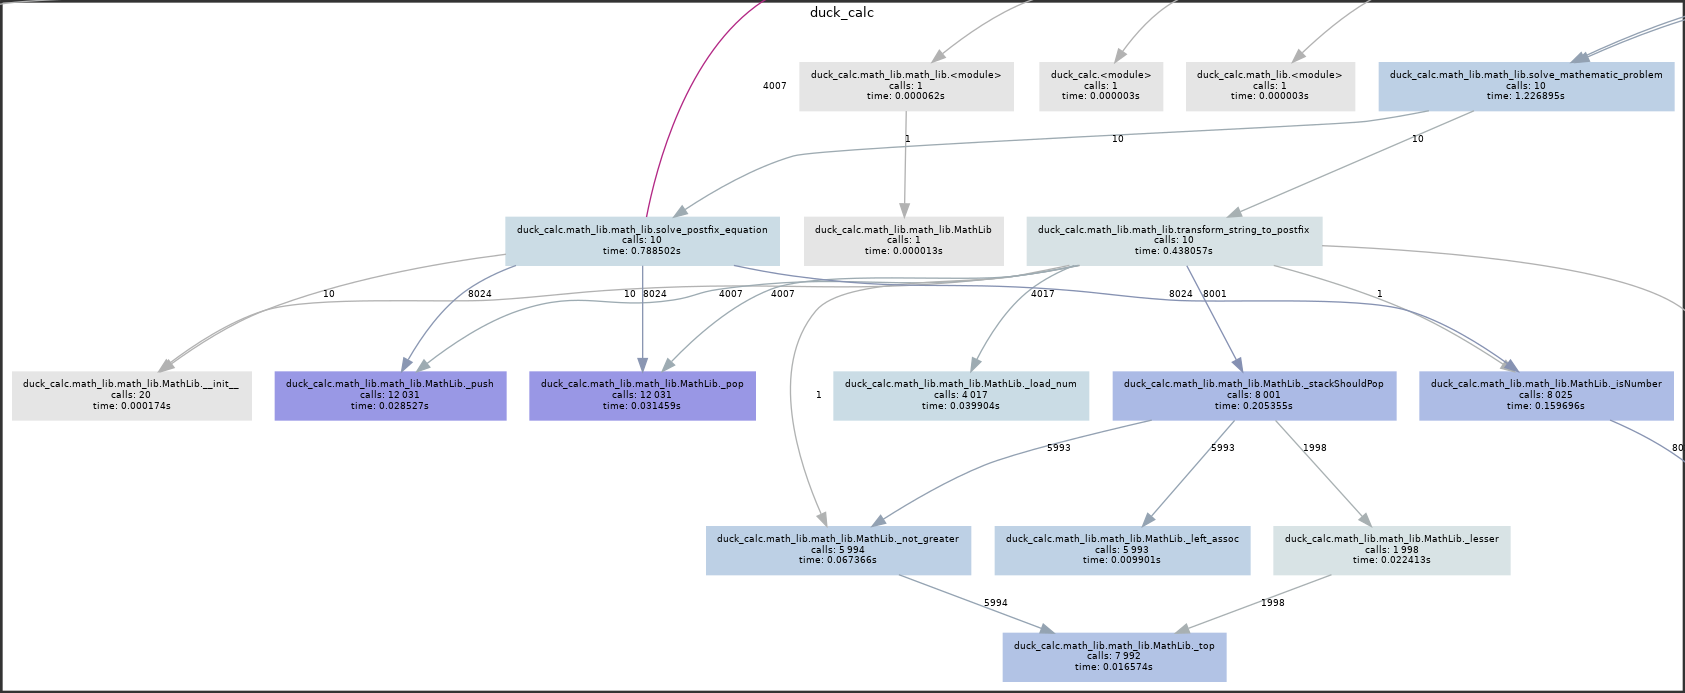 duck_calc
4007
duck_calc.math_lib.math_lib.<module>
calls: 1
time: 0.000062s
duck_calc.<module>
calls: 1
time: 0.000003s
duck_calc.math_lib.<module>
calls: 1
time: 0.000003s
duck_calc.math_lib.math_lib.solve_mathematic_problem
calls: 10
time: 1.226895s
1
10
10
duck_calc.math_lib.math_lib.solve_postfix_equation
calls: 10
time: 0.788502s
duck_calc.math_lib.math_lib.MathLib
calls: 1
time: 0.000013s
duck_calc.math_lib.math_lib.transform_string_to_postfix
calls: 10
time: 0.438057s
10
8024
10
8024
4007
4007
4017
8024
8001
1
duck_calc.math_lib.math_lib.MathLib.__init__
calls: 20
time: 0.000174s
duck_calc.math_lib.math_lib.MathLib._push
calls: 12 031
time: 0.028527s
duck_calc.math_lib.math_lib.MathLib._pop
calls: 12 031
time: 0.031459s
1
duck_calc.math_lib.math_lib.MathLib._load_num
calls: 4 017
time: 0.039904s
duck_calc.math_lib.math_lib.MathLib._stackShouldPop
calls: 8 001
time: 0.205355s
duck_calc.math_lib.math_lib.MathLib._isNumber
calls: 8 025
time: 0.159696s
5993
5993
1998
80
duck_calc.math_lib.math_lib.MathLib._not_greater
calls: 5 994
time: 0.067366s
duck_calc.math_lib.math_lib.MathLib._left_assoc
calls: 5 993
time: 0.009901s
duck_calc.math_lib.math_lib.MathLib._lesser
calls: 1 998
time: 0.022413s
5994
1998
duck_calc.math_lib.math_lib.MathLib._top
calls: 7 992
time: 0.016574s